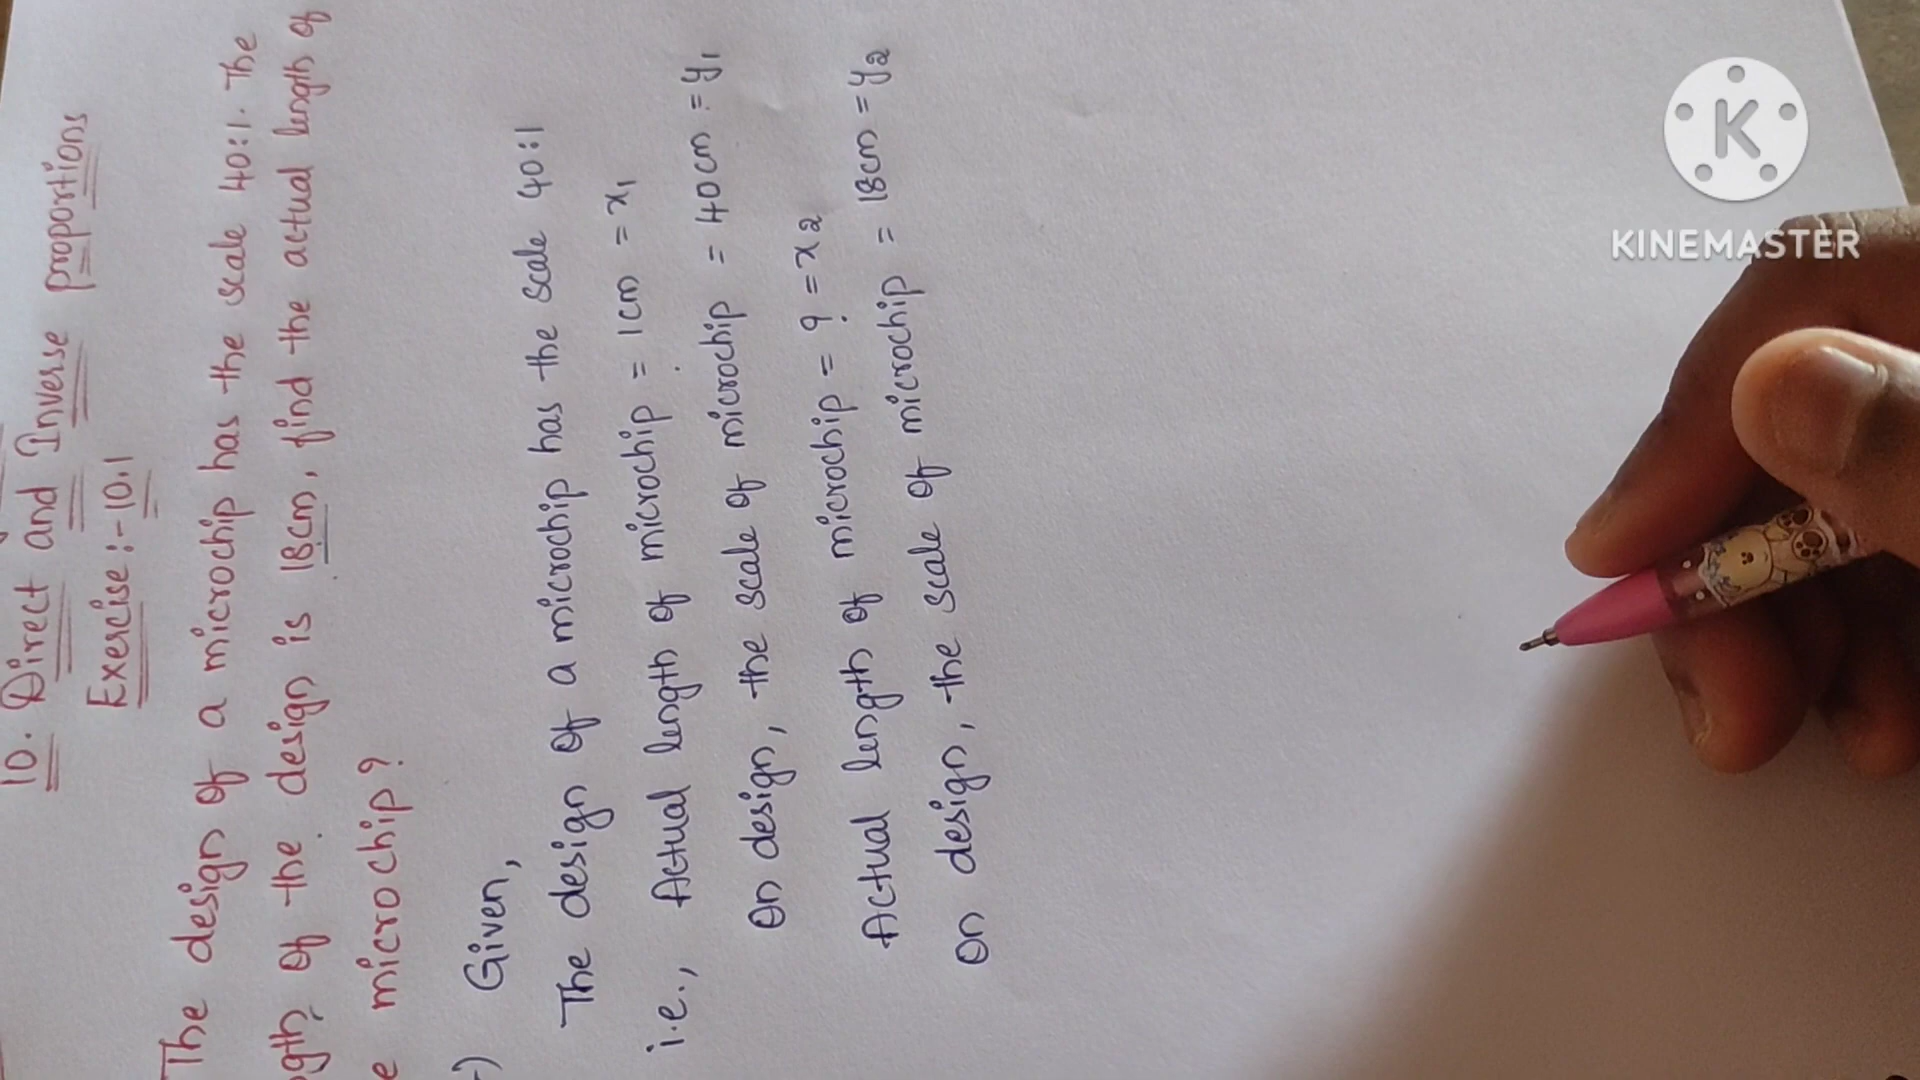 10. Direct and Inverse proportions
Exercise:-10.1
The design of a microchip has the scale 40:1. The
of the design is 18cm, find the actual length of
microchip?
Given,
The design of a microchip has the scale 40:1
i.e., Actual length of microchip = 1cm = x1
On design, the scale of microchip = 40cm = y1
Actual length of microchip = ? = x2
On design, the scale of microchip = 18cm = y2
K
KINEMASTER